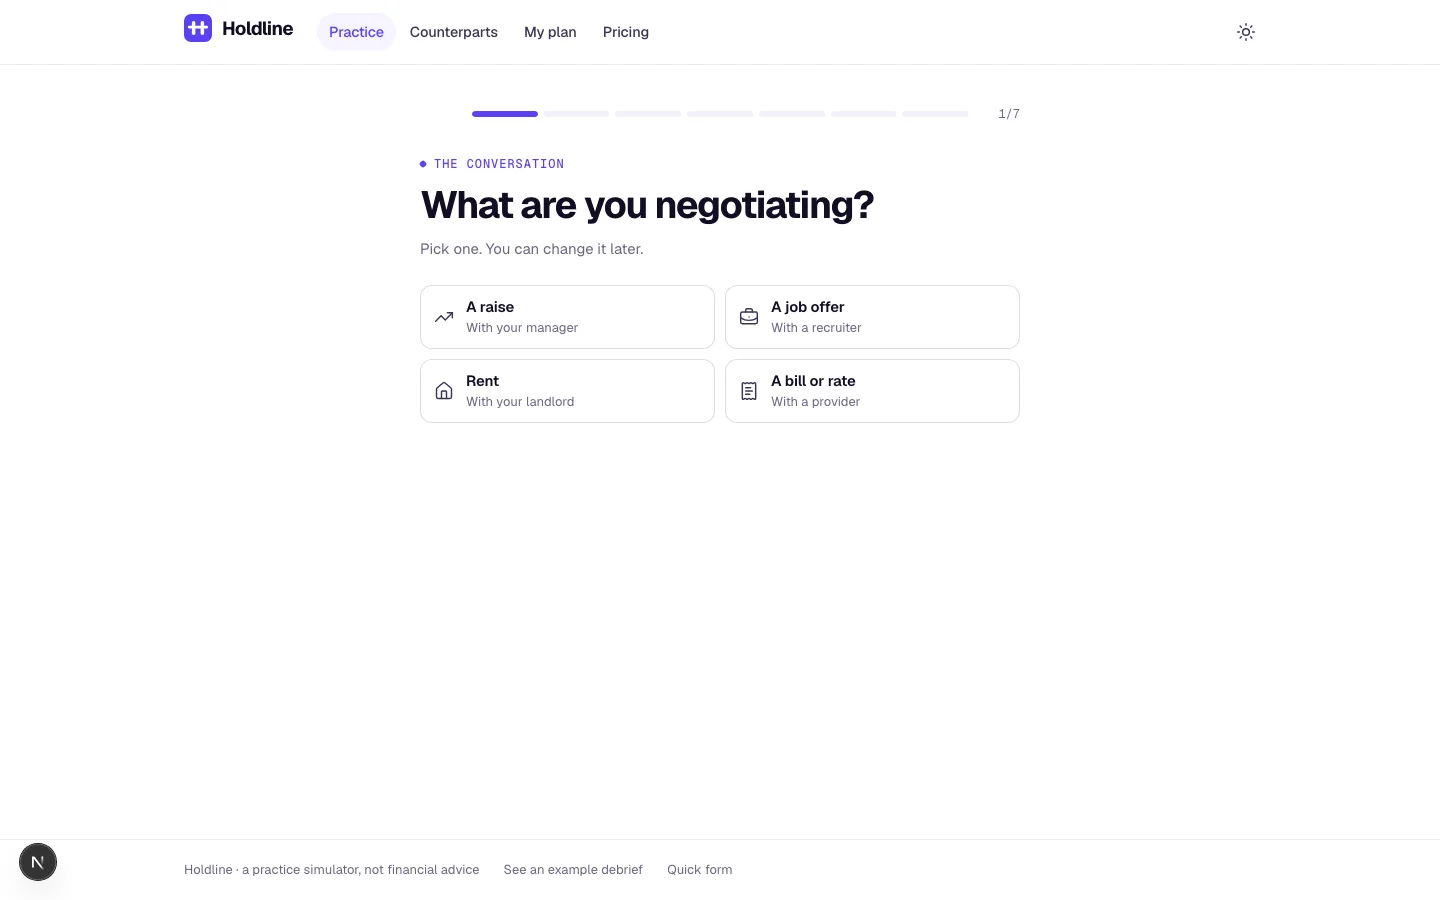 Holdline
Practice
Counterparts
My plan
Pricing
1/7
THE CONVERSATION
What are you negotiating?
Pick one. You can change it later.
A raise
With your manager
A job offer
With a recruiter
Rent
With your landlord
A bill or rate
With a provider
N
Holdline · a practice simulator, not financial advice
See an example debrief
Quick form